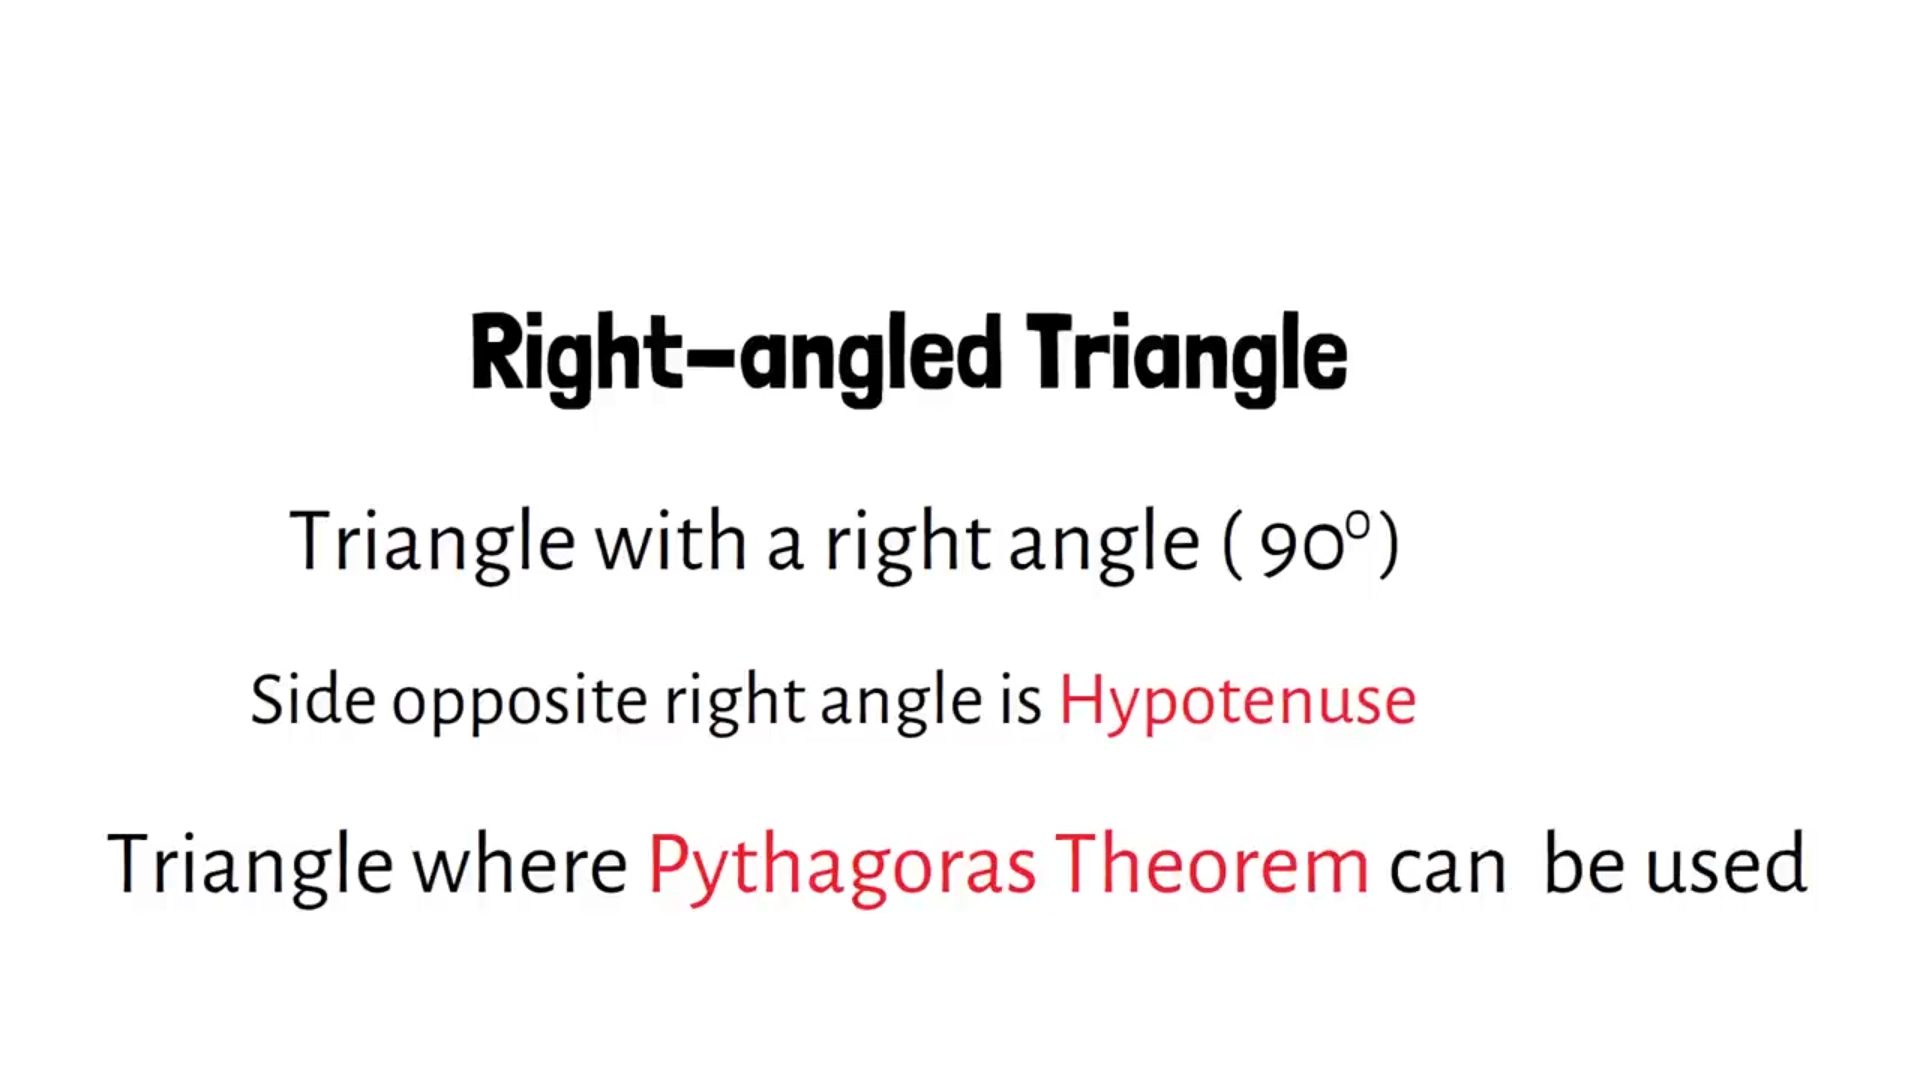 Right-angled Triangle
Triangle with a right angle ( 90⁰)
Side opposite right angle is Hypotenuse
Triangle where Pythagoras Theorem can be used